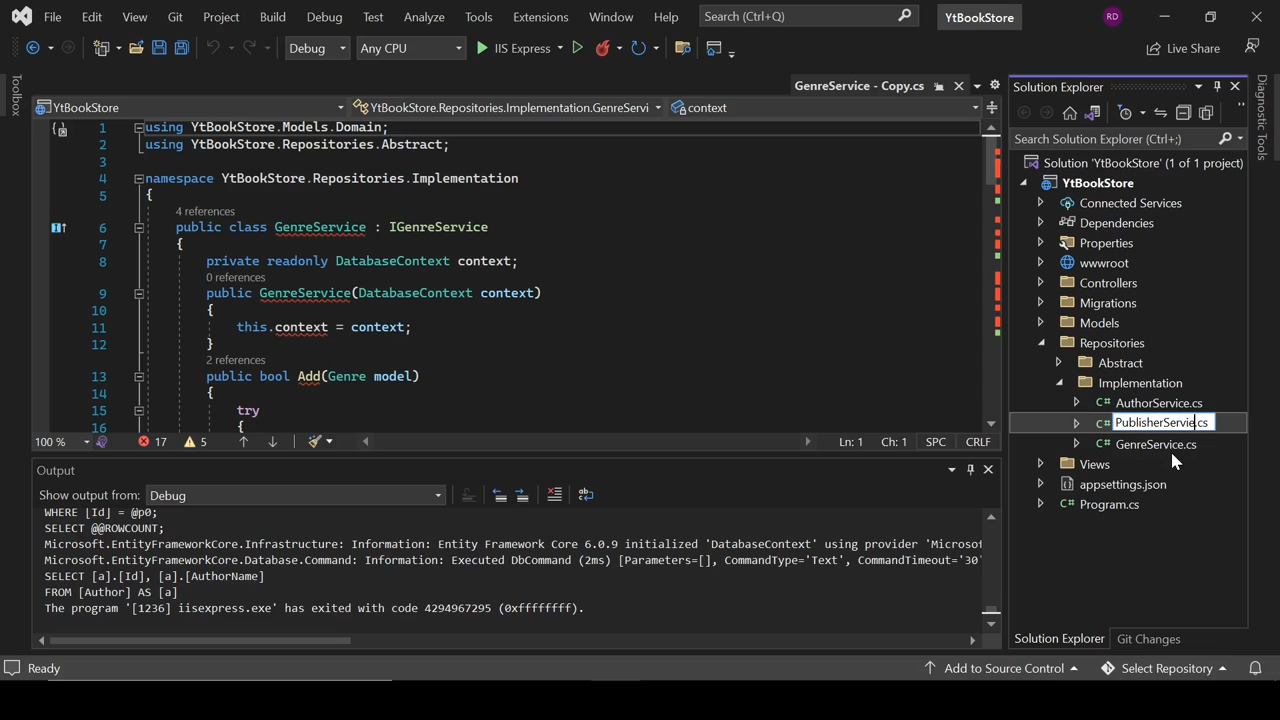 File Edit View Git Project Build Debug Test Analyze Tools Extensions Window Help Search (Ctrl+Q) YtBookStore RD
Debug Any CPU IIS Express Live Share
Toolbox
GenreService - Copy.cs
YtBookStore YtBookStore.Repositories.Implementation.GenreServi context
1 using YtBookStore.Models.Domain;
2 using YtBookStore.Repositories.Abstract;
3
4 namespace YtBookStore.Repositories.Implementation
5 {
4 references
6 public class GenreService : IGenreService
7 {
8 private readonly DatabaseContext context;
0 references
9 public GenreService(DatabaseContext context)
10 {
11 this.context = context;
12 }
2 references
13 public bool Add(Genre model)
14 {
15 try
16 {
100 % 17 5 Ln: 1 Ch: 1 SPC CRLF
Output
Show output from: Debug
WHERE [Id] = @p0;
SELECT @@ROWCOUNT;
Microsoft.EntityFrameworkCore.Infrastructure: Information: Entity Framework Core 6.0.9 initialized 'DatabaseContext' using provider 'Microsof
Microsoft.EntityFrameworkCore.Database.Command: Information: Executed DbCommand (2ms) [Parameters=[], CommandType='Text', CommandTimeout='30'
SELECT [a].[Id], [a].[AuthorName]
FROM [Author] AS [a]
The program '[1236] iisexpress.exe' has exited with code 4294967295 (0xffffffff).
Solution Explorer
Search Solution Explorer (Ctrl+;)
Solution 'YtBookStore' (1 of 1 project)
YtBookStore
Connected Services
Dependencies
Properties
wwwroot
Controllers
Migrations
Models
Repositories
Abstract
Implementation
C# AuthorService.cs
C# PublisherServie.cs
C# GenreService.cs
Views
appsettings.json
C# Program.cs
Solution Explorer Git Changes
Diagnostic Tools
Ready Add to Source Control Select Repository